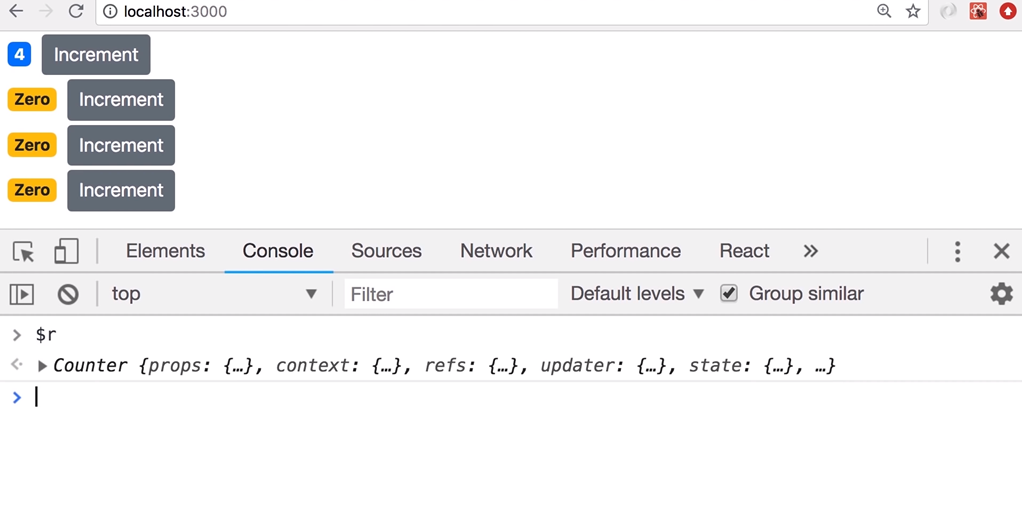 localhost:3000
4 Increment
Zero Increment
Zero Increment
Zero Increment
Elements Console Sources Network Performance React »
top Filter Default levels ▼ Group similar
> $r
Counter {props: {…}, context: {…}, refs: {…}, updater: {…}, state: {…}, …}
>